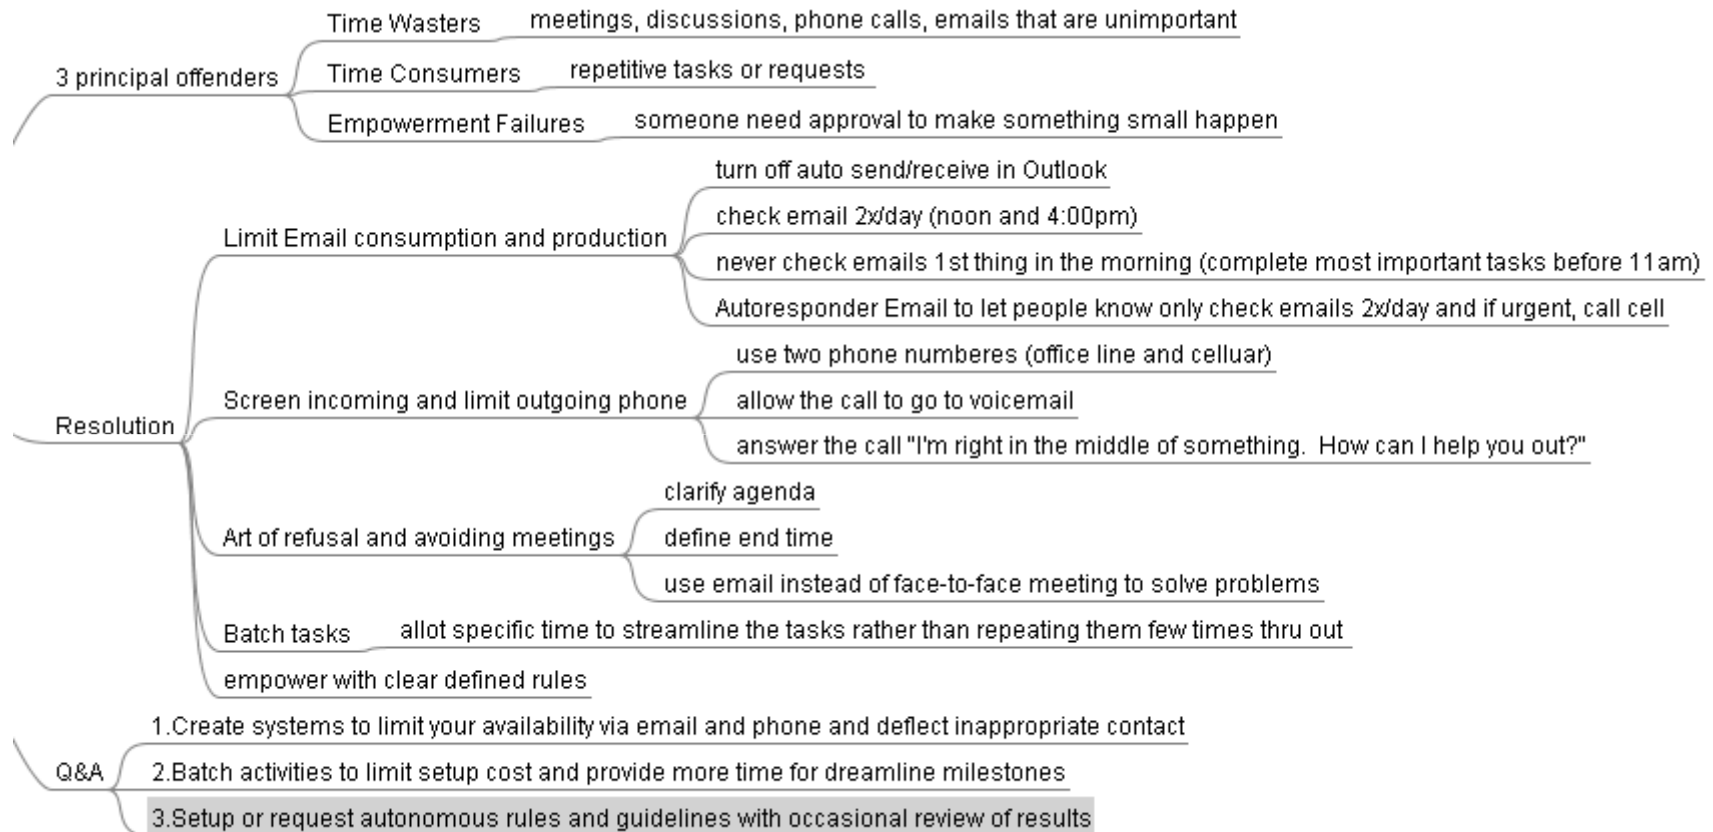 3 principal offenders
Time Wasters
meetings, discussions, phone calls, emails that are unimportant
Time Consumers
repetitive tasks or requests
Empowerment Failures
someone need approval to make something small happen
Resolution
Limit Email consumption and production
turn off auto send/receive in Outlook
check email 2x/day (noon and 4:00pm)
never check emails 1st thing in the morning (complete most important tasks before 11am)
Autoresponder Email to let people know only check emails 2x/day and if urgent, call cell
Screen incoming and limit outgoing phone
use two phone numberes (office line and celluar)
allow the call to go to voicemail
answer the call "I'm right in the middle of something.  How can I help you out?"
Art of refusal and avoiding meetings
clarify agenda
define end time
use email instead of face-to-face meeting to solve problems
Batch tasks
allot specific time to streamline the tasks rather than repeating them few times thru out
empower with clear defined rules
Q&A
1.Create systems to limit your availability via email and phone and deflect inappropriate contact
2.Batch activities to limit setup cost and provide more time for dreamline milestones
3.Setup or request autonomous rules and guidelines with occasional review of results